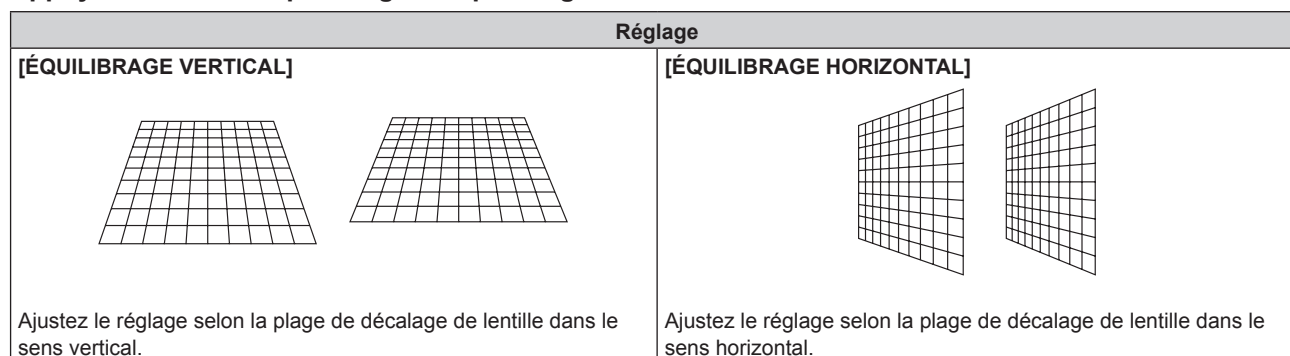 Réglage
[ÉQUILIBRAGE VERTICAL]
[ÉQUILIBRAGE HORIZONTAL]
Ajustez le réglage selon la plage de décalage de lentille dans le
sens vertical.
Ajustez le réglage selon la plage de décalage de lentille dans le
sens horizontal.